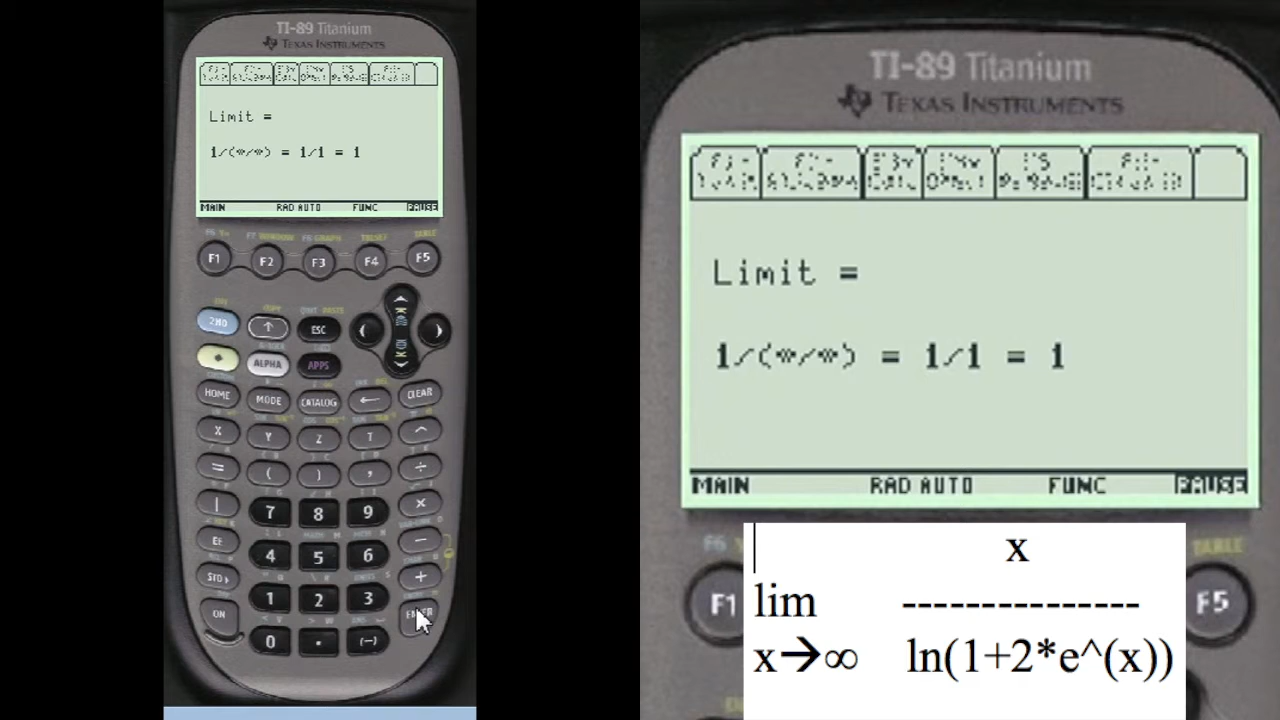 TI-89 Titanium
TEXAS INSTRUMENTS
Limit =
1/(∞/∞) = 1/1 = 1
MAIN RAD AUTO FUNC PAUSE
F1 F2 F3 F4 F5
2ND ↑ ESC
ALPHA APPS
HOME MODE CATALOG ← CLEAR
X Y Z T ^
= ( ) , ÷
| 7 8 9 ×
EE 4 5 6 −
STO▶ 1 2 3 +
ON 0 . (−) ENTER
TI-89 Titanium
TEXAS INSTRUMENTS
Limit =
1/(∞/∞) = 1/1 = 1
MAIN RAD AUTO FUNC PAUSE
F1 F5
x
lim ---------------
x→∞ ln(1+2*e^(x))